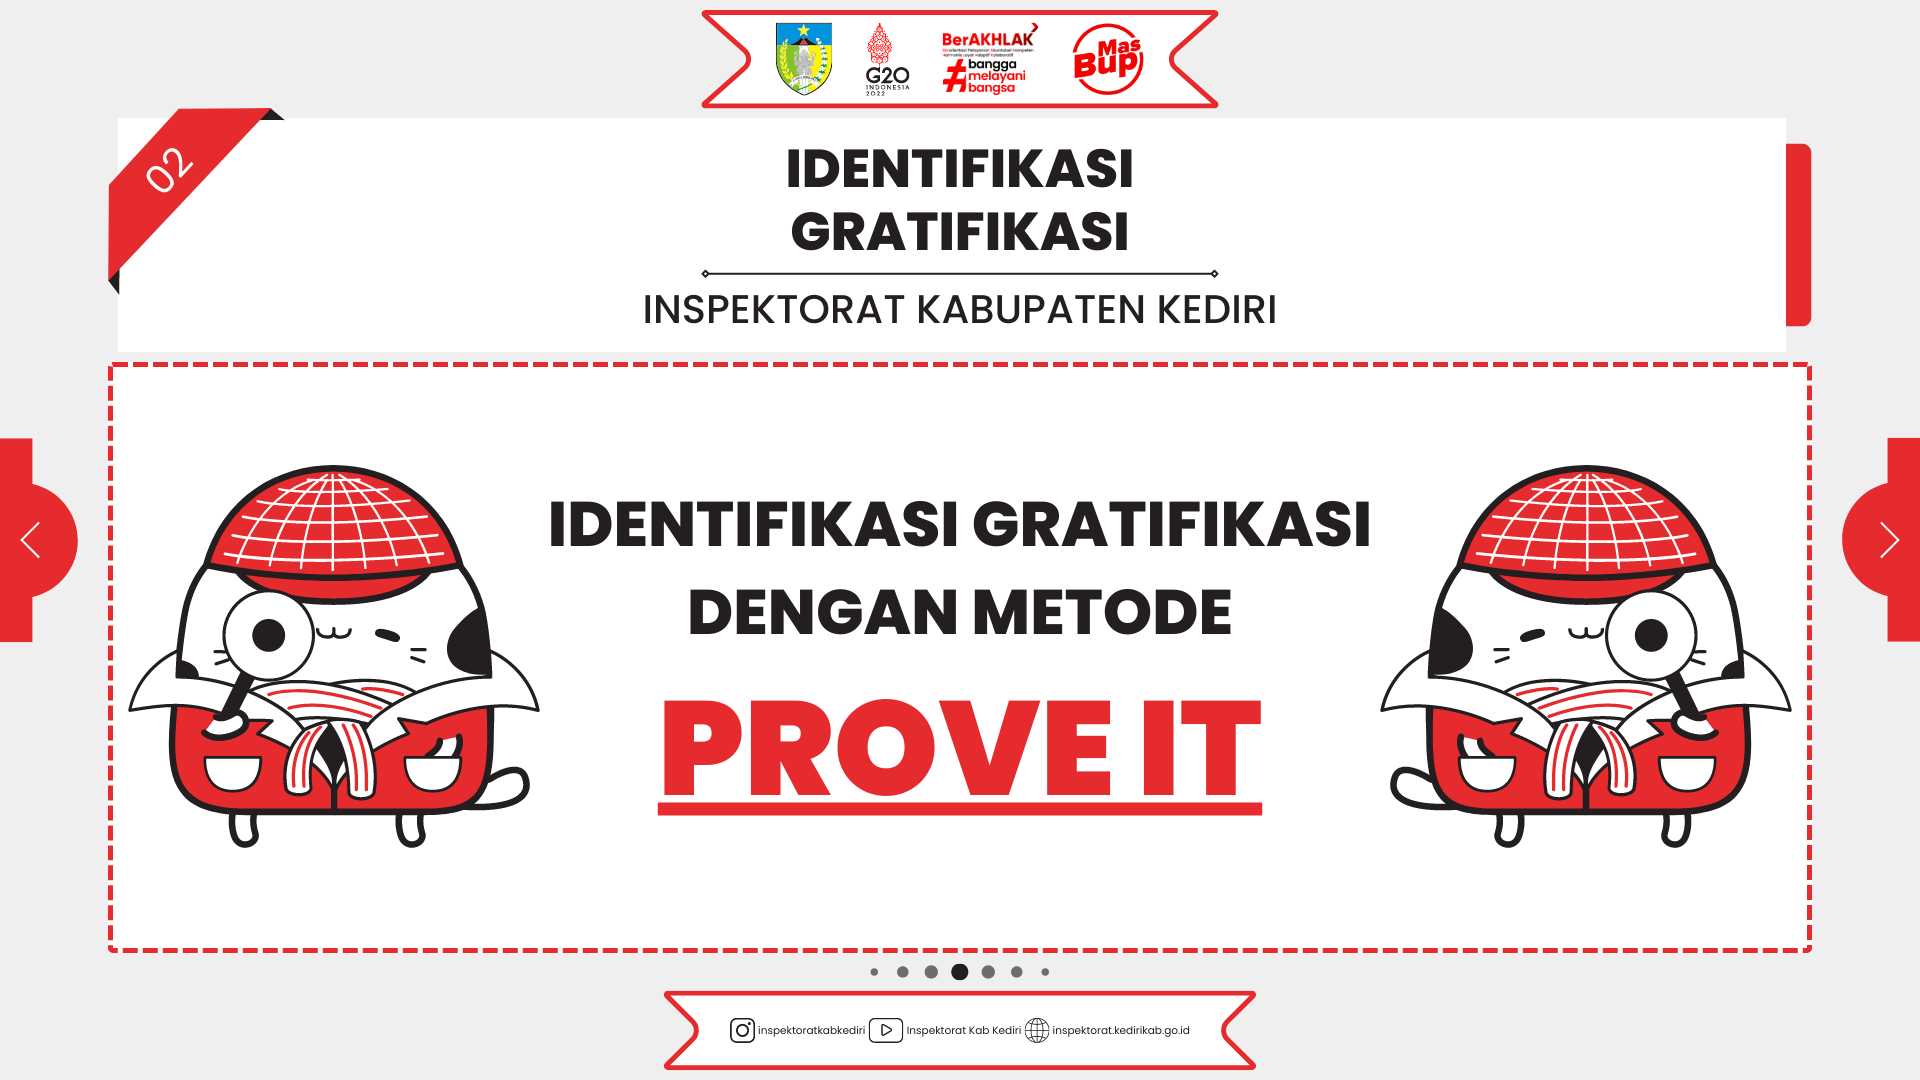 G20
INDONESIA
2022
BerAKHLAK
#bangga
melayani
bangsa
Mas
Bup
02
IDENTIFIKASI
GRATIFIKASI
INSPEKTORAT KABUPATEN KEDIRI
IDENTIFIKASI GRATIFIKASI
DENGAN METODE
PROVE IT
inspektoratkabkediri Inspektorat Kab Kediri inspektorat.kedirikab.go.id